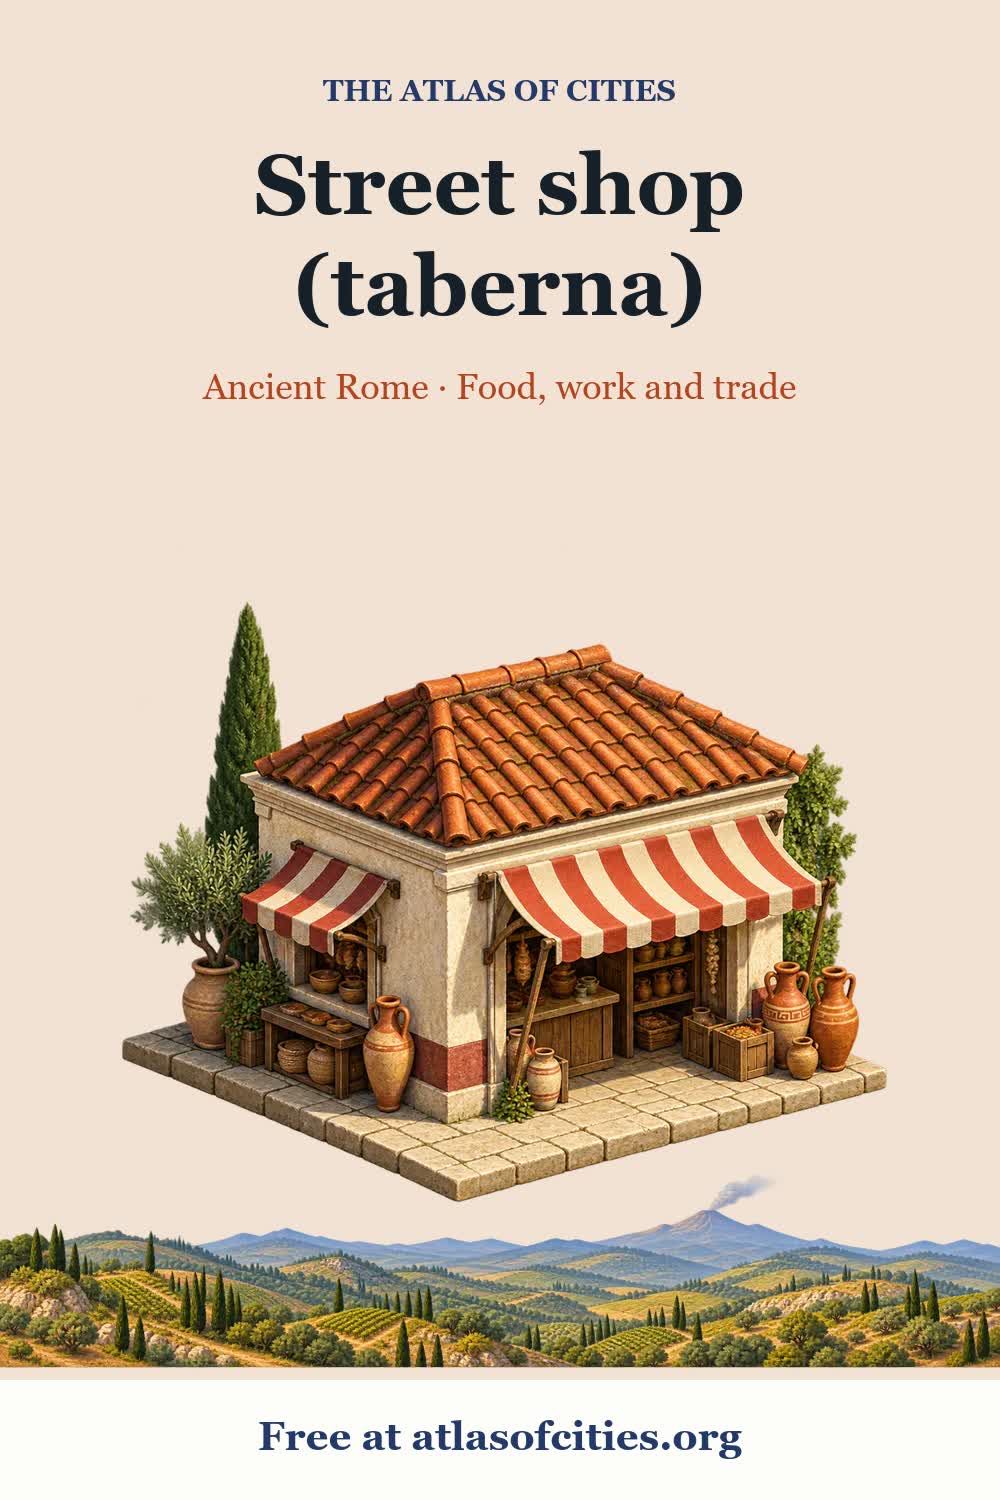 THE ATLAS OF CITIES
Street shop
(taberna)
Ancient Rome · Food, work and trade
Free at atlasofcities.org